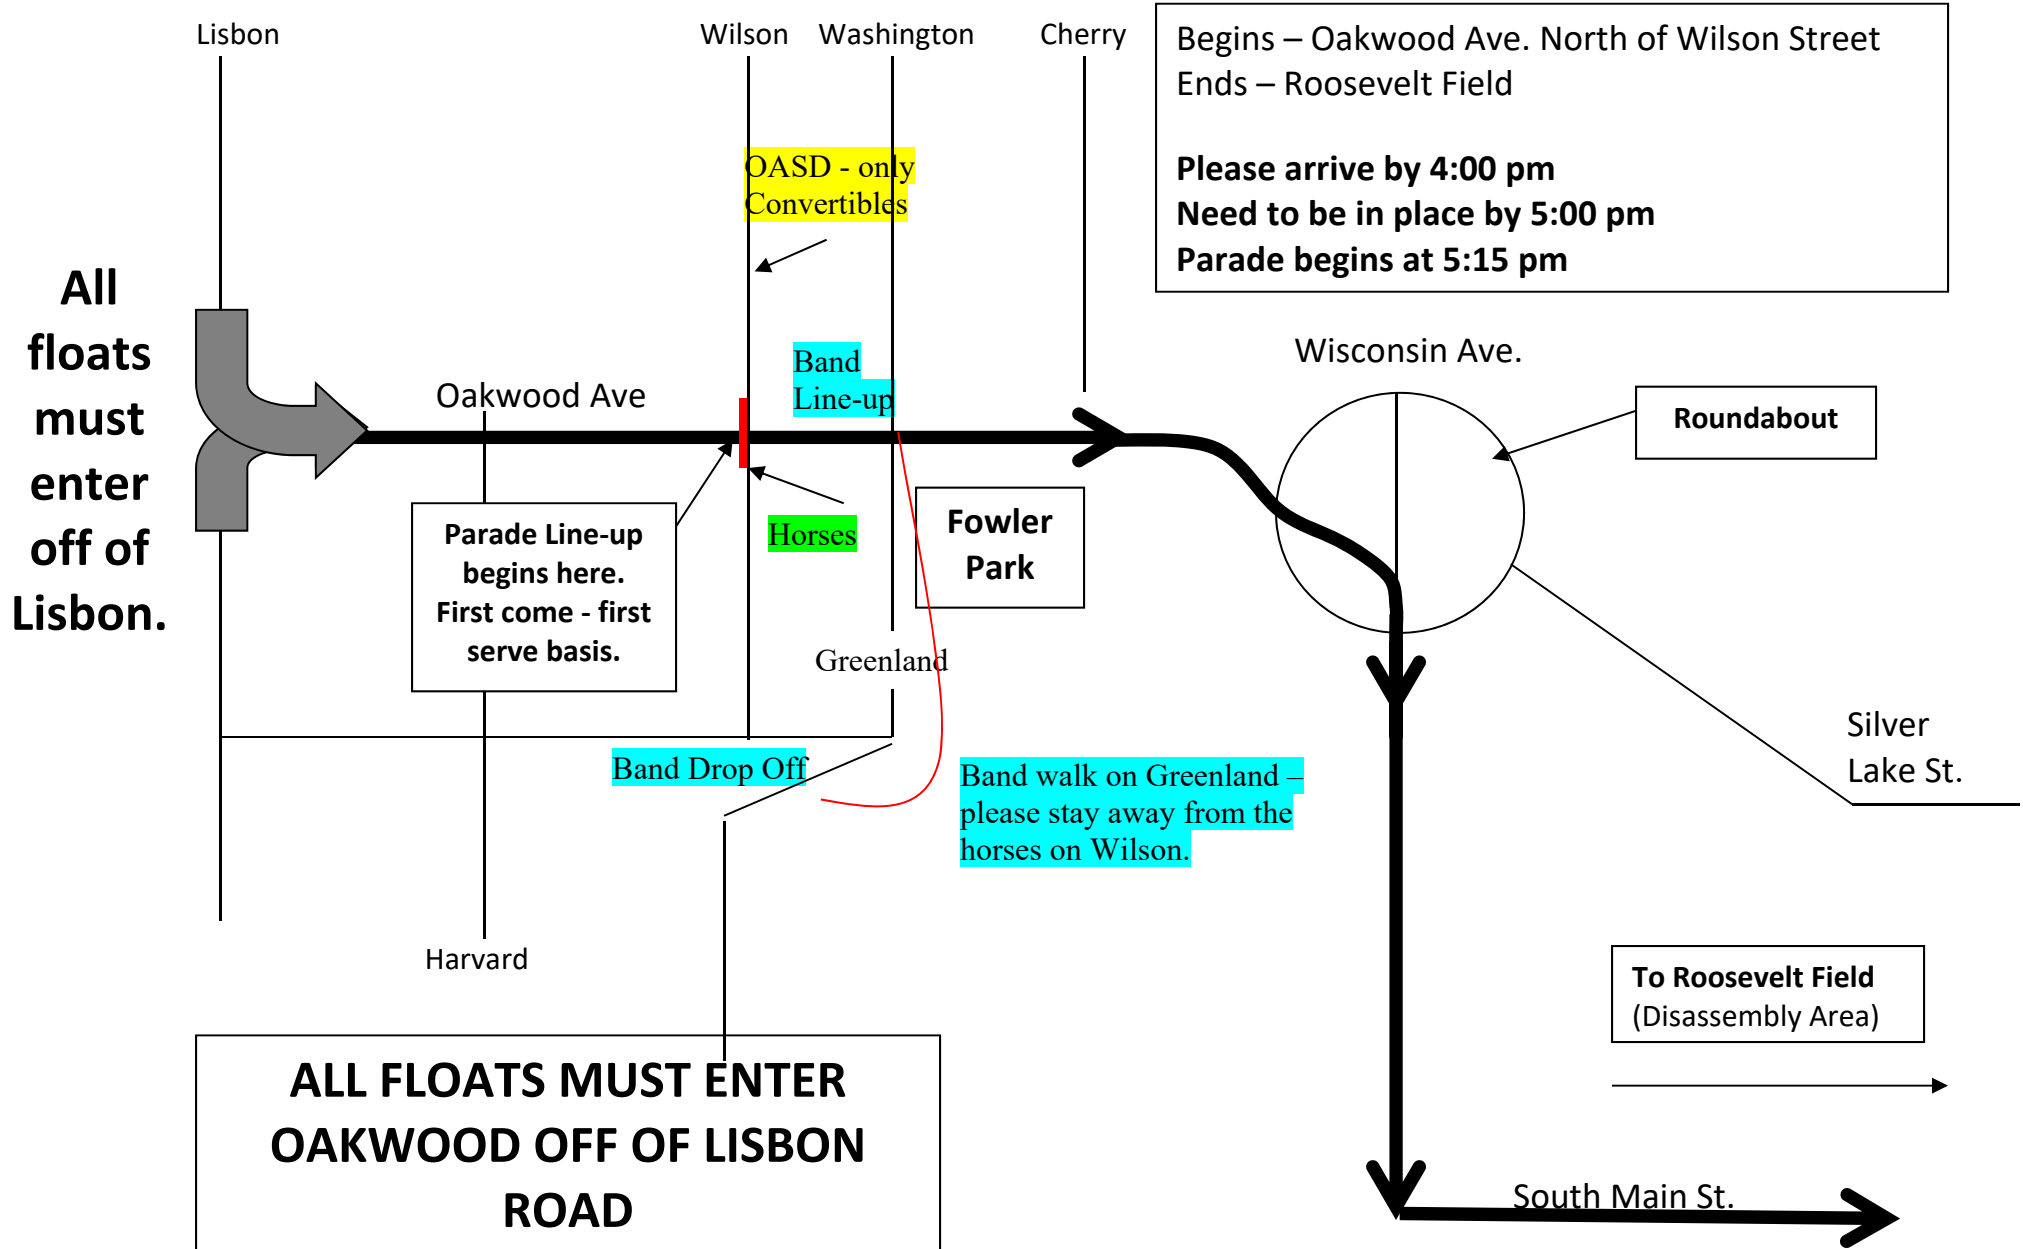 Lisbon
Wilson
Washington
Cherry
Begins – Oakwood Ave. North of Wilson Street
Ends – Roosevelt Field
Please arrive by 4:00 pm
Need to be in place by 5:00 pm
Parade begins at 5:15 pm
OASD - only
Convertibles
All
floats
must
enter
off of
Lisbon.
Oakwood Ave
Band
Line-up
Wisconsin Ave.
Roundabout
Parade Line-up
begins here.
First come - first
serve basis.
Horses
Fowler
Park
Greenland
Silver
Lake St.
Band Drop Off
Band walk on Greenland –
please stay away from the
horses on Wilson.
Harvard
To Roosevelt Field
(Disassembly Area)
ALL FLOATS MUST ENTER
OAKWOOD OFF OF LISBON
ROAD
South Main St.